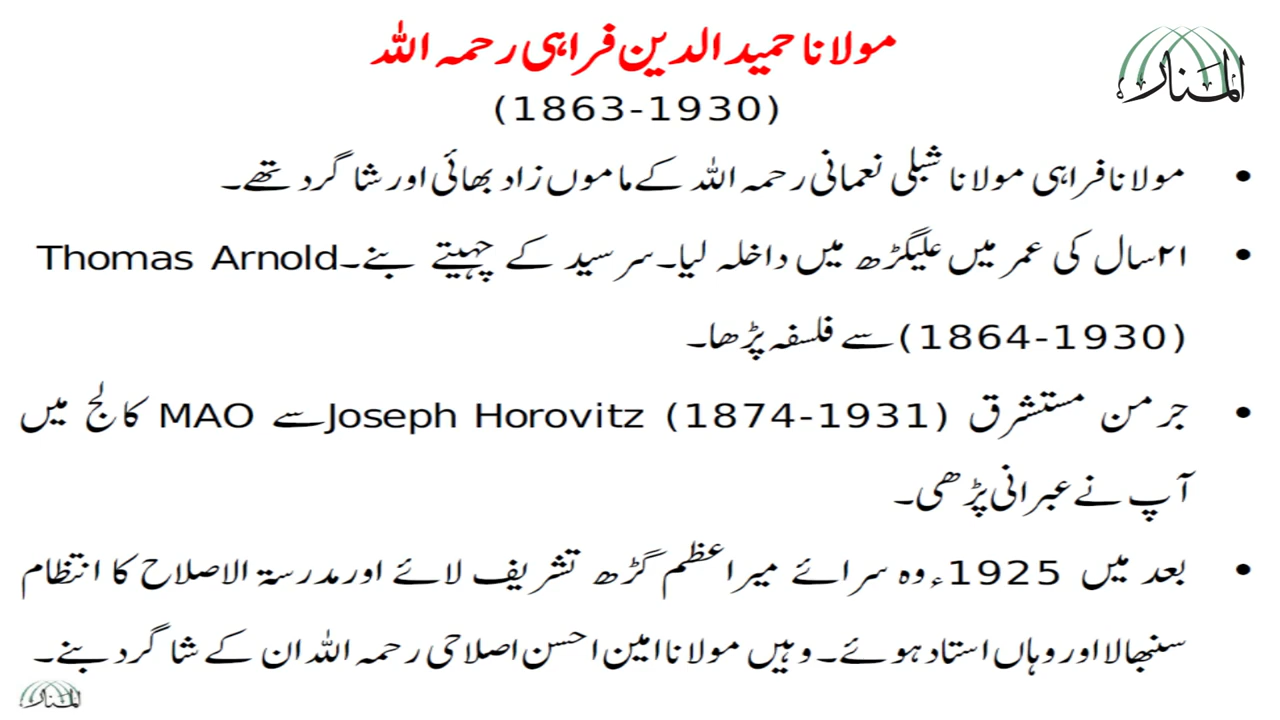 مولانا حمید الدین فراہی رحمہ اللہ
(1863-1930)
المنار
• مولانا فراہی مولانا شبلی نعمانی رحمہ اللہ کے ماموں زاد بھائی اور شاگرد تھے۔
• ۲۱سال کی عمر میں علیگڑھ میں داخلہ لیا۔ سر سید کے چہیتے بنے۔Thomas Arnold
(1864-1930)سے فلسفہ پڑھا۔
• جرمن مستشرق Joseph Horovitz (1874-1931)سے MAO کالج میں
آپ نے عبرانی پڑھی۔
• بعد میں 1925ء وہ سرائے میر اعظم گڑھ تشریف لائے اور مدرسۃ الاصلاح کا انتظام
سنبھالا اور وہاں استاد ہوئے۔ وہیں مولانا امین احسن اصلاحی رحمہ اللہ ان کے شاگرد بنے۔
المنار